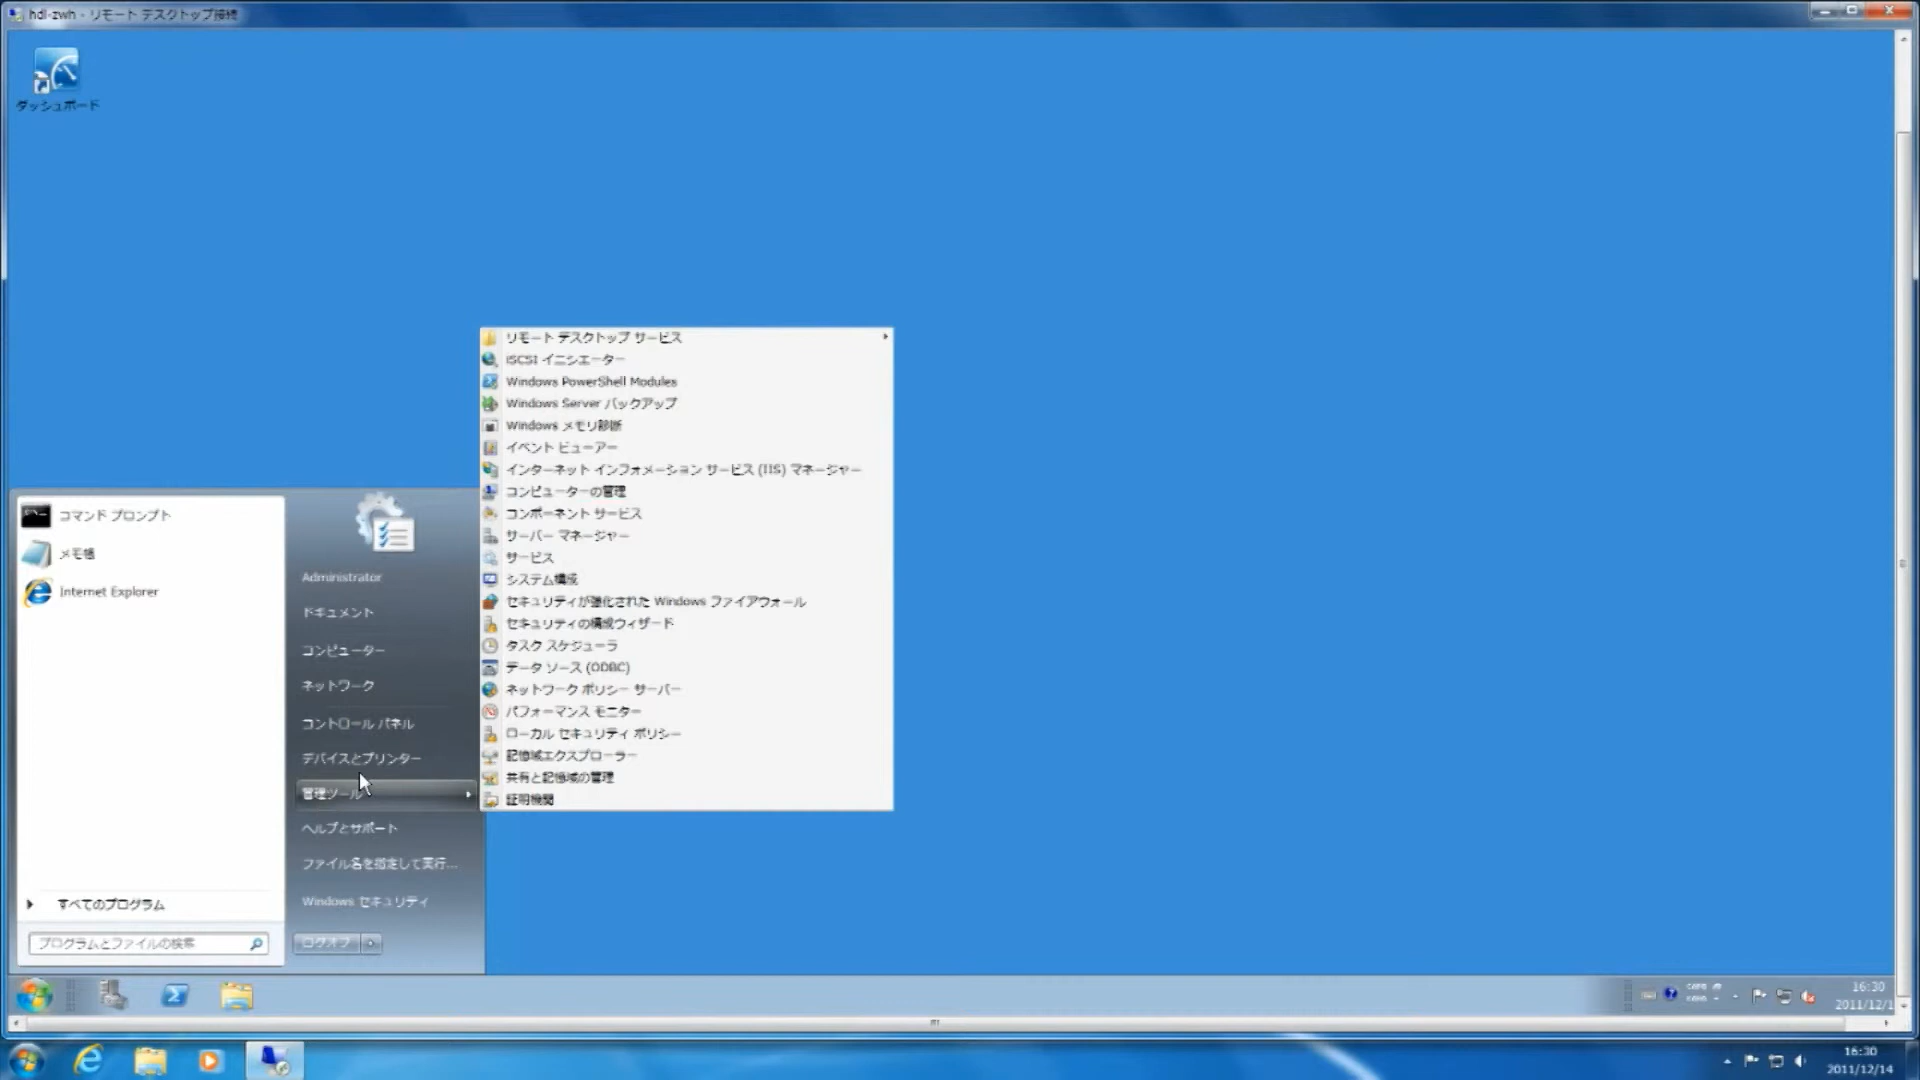 hdl-zwh - リモート デスクトップ接続
ダッシュボード
リモート デスクトップ サービス
iSCSI イニシエーター
Windows PowerShell Modules
Windows Server バックアップ
Windows メモリ診断
イベント ビューアー
インターネット インフォメーション サービス (IIS) マネージャー
コンピューターの管理
コンポーネント サービス
サーバー マネージャー
サービス
システム構成
セキュリティが強化された Windows ファイアウォール
セキュリティの構成ウィザード
タスク スケジューラ
データ ソース (ODBC)
ネットワーク ポリシー サーバー
パフォーマンス モニター
ローカル セキュリティ ポリシー
記憶域エクスプローラー
共有と記憶域の管理
証明機関
コマンド プロンプト
メモ帳
Internet Explorer
すべてのプログラム
プログラムとファイルの検索
Administrator
ドキュメント
コンピューター
ネットワーク
コントロール パネル
デバイスとプリンター
管理ツール
ヘルプとサポート
ファイル名を指定して実行...
Windows セキュリティ
ログオフ
16:30
2011/12/1
16:30
2011/12/14